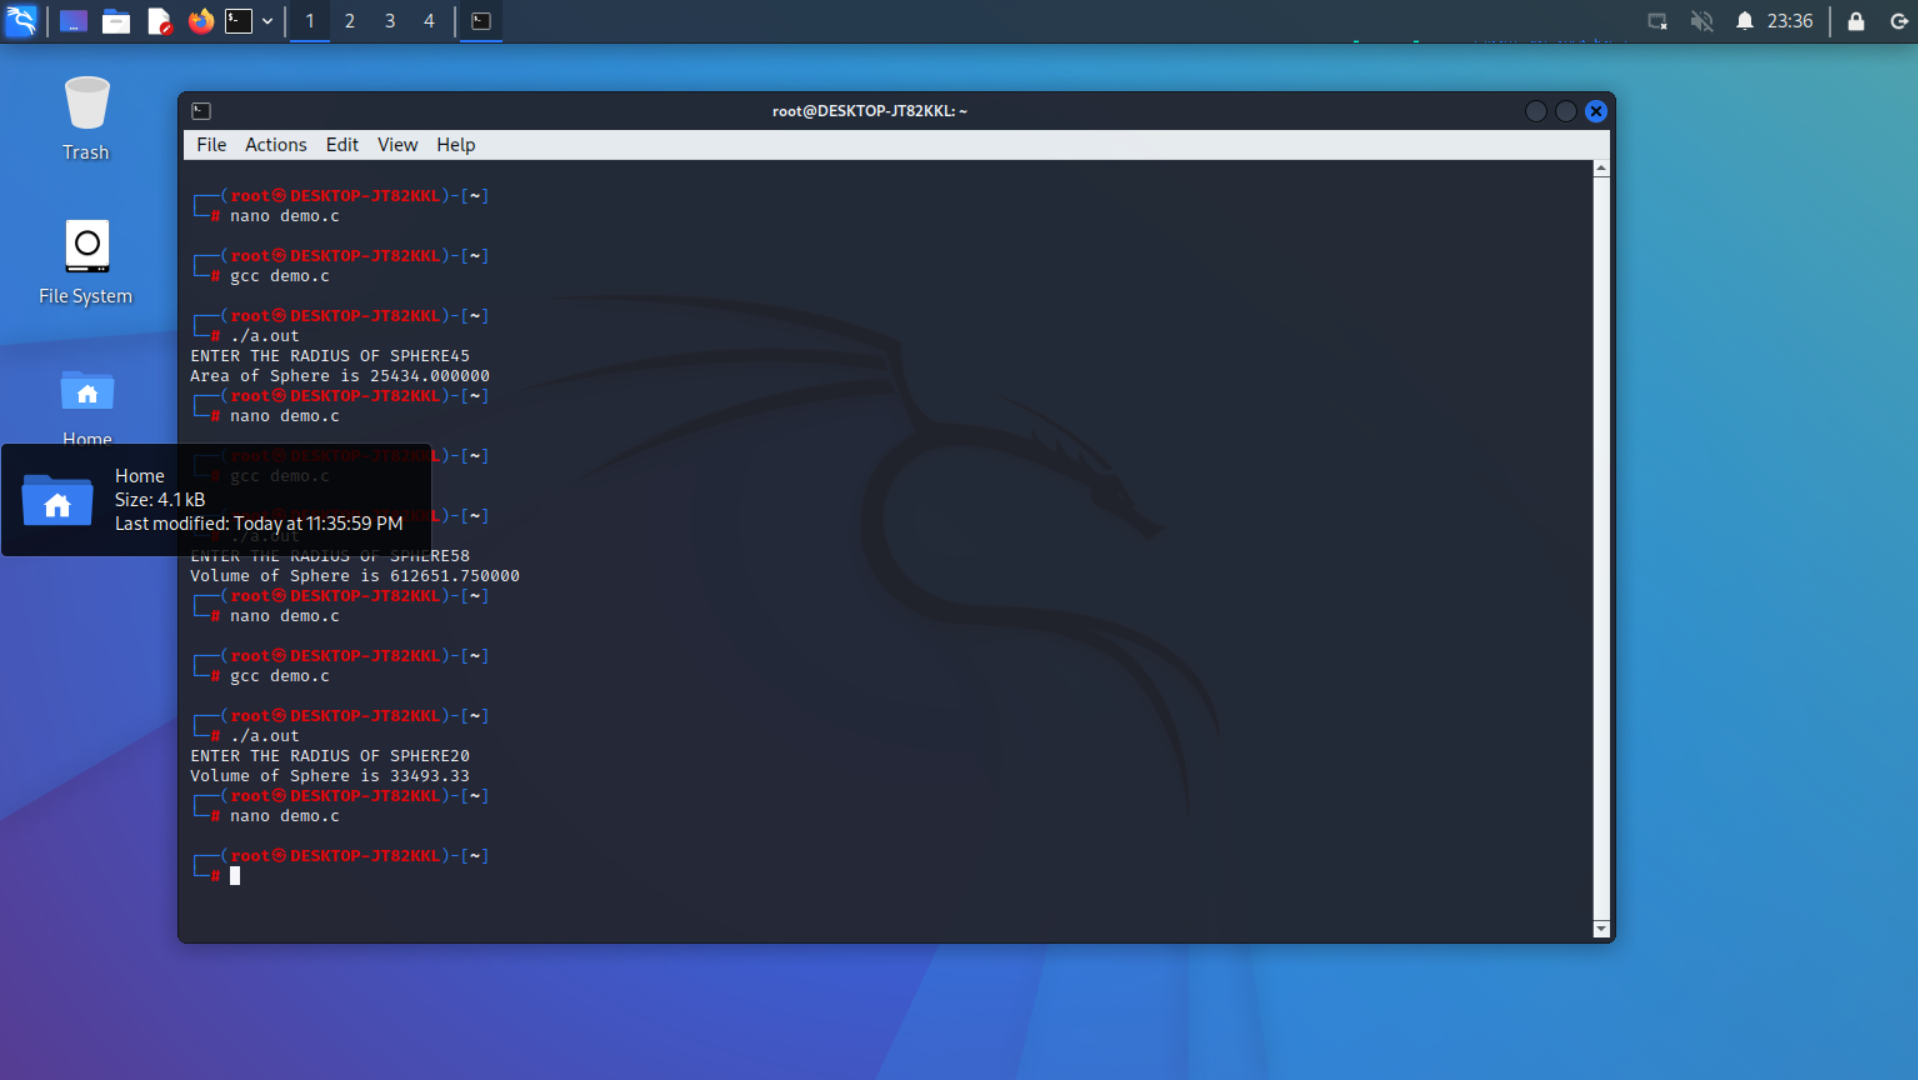 1 2 3 4
23:36
Trash
File System
Home
Home
Size: 4.1 kB
Last modified: Today at 11:35:59 PM
root@DESKTOP-JT82KKL: ~
File Actions Edit View Help
(root㉿DESKTOP-JT82KKL)-[~]
# nano demo.c
(root㉿DESKTOP-JT82KKL)-[~]
# gcc demo.c
(root㉿DESKTOP-JT82KKL)-[~]
# ./a.out
ENTER THE RADIUS OF SPHERE45
Area of Sphere is 25434.000000
(root㉿DESKTOP-JT82KKL)-[~]
# nano demo.c
(root㉿DESKTOP-JT82KKL)-[~]
# gcc demo.c
(root㉿DESKTOP-JT82KKL)-[~]
# ./a.out
ENTER THE RADIUS OF SPHERE58
Volume of Sphere is 612651.750000
(root㉿DESKTOP-JT82KKL)-[~]
# nano demo.c
(root㉿DESKTOP-JT82KKL)-[~]
# gcc demo.c
(root㉿DESKTOP-JT82KKL)-[~]
# ./a.out
ENTER THE RADIUS OF SPHERE20
Volume of Sphere is 33493.33
(root㉿DESKTOP-JT82KKL)-[~]
# nano demo.c
(root㉿DESKTOP-JT82KKL)-[~]
#